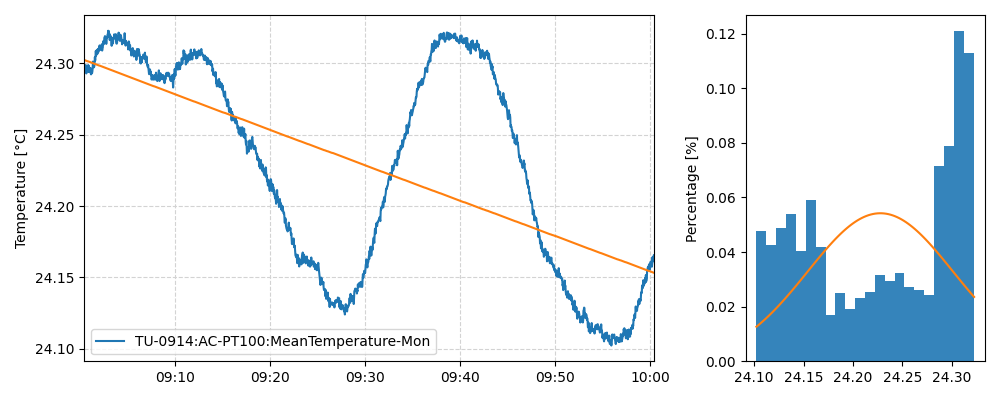 Temperature [°C]
24.30
24.25
24.20
24.15
24.10
09:10 09:20 09:30 09:40 09:50 10:00
TU-0914:AC-PT100:MeanTemperature-Mon
Percentage [%]
0.12
0.10
0.08
0.06
0.04
0.02
0.00
24.10 24.15 24.20 24.25 24.30